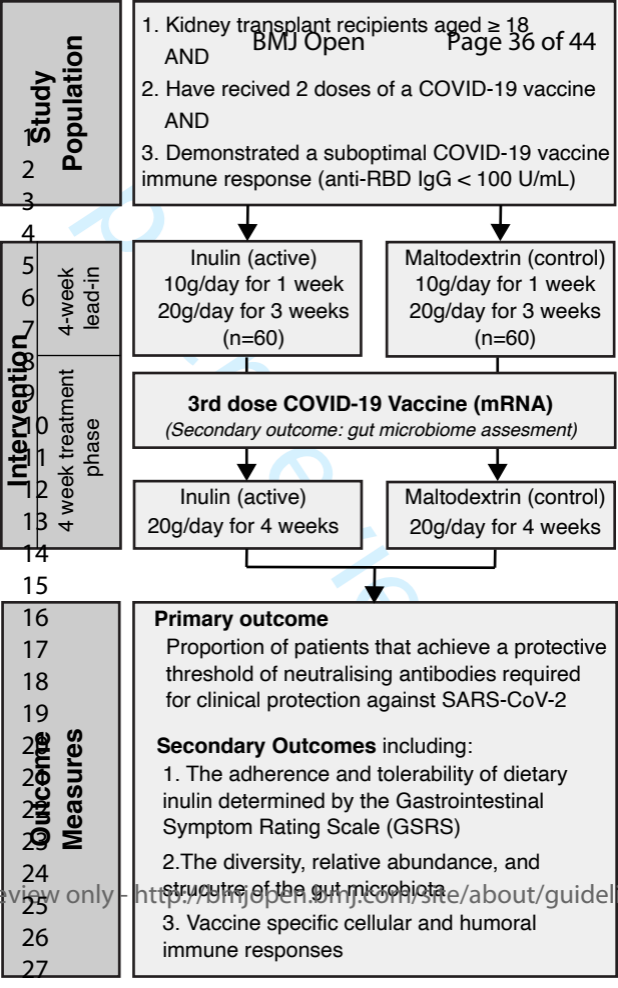 BMJ Open
Page 36 of 44
Study
Population
1. Kidney transplant recipients aged ≥ 18
AND
2. Have recived 2 doses of a COVID-19 vaccine
AND
3. Demonstrated a suboptimal COVID-19 vaccine
immune response (anti-RBD IgG < 100 U/mL)
Intervention
4-week
lead-in
Inulin (active)
10g/day for 1 week
20g/day for 3 weeks
(n=60)
Maltodextrin (control)
10g/day for 1 week
20g/day for 3 weeks
(n=60)
4 week treatment
phase
3rd dose COVID-19 Vaccine (mRNA)
(Secondary outcome: gut microbiome assesment)
Inulin (active)
20g/day for 4 weeks
Maltodextrin (control)
20g/day for 4 weeks
Outcome
Measures
Primary outcome
Proportion of patients that achieve a protective
threshold of neutralising antibodies required
for clinical protection against SARS-CoV-2
Secondary Outcomes including:
1. The adherence and tolerability of dietary
inulin determined by the Gastrointestinal
Symptom Rating Scale (GSRS)
2.The diversity, relative abundance, and
strucutre of the gut microbiota
3. Vaccine specific cellular and humoral
immune responses
eview only - http://bmjopen.bmj.com/site/about/guideli
1
2
3
4
5
6
7
8
9
10
11
12
13
14
15
16
17
18
19
20
21
22
23
24
25
26
27